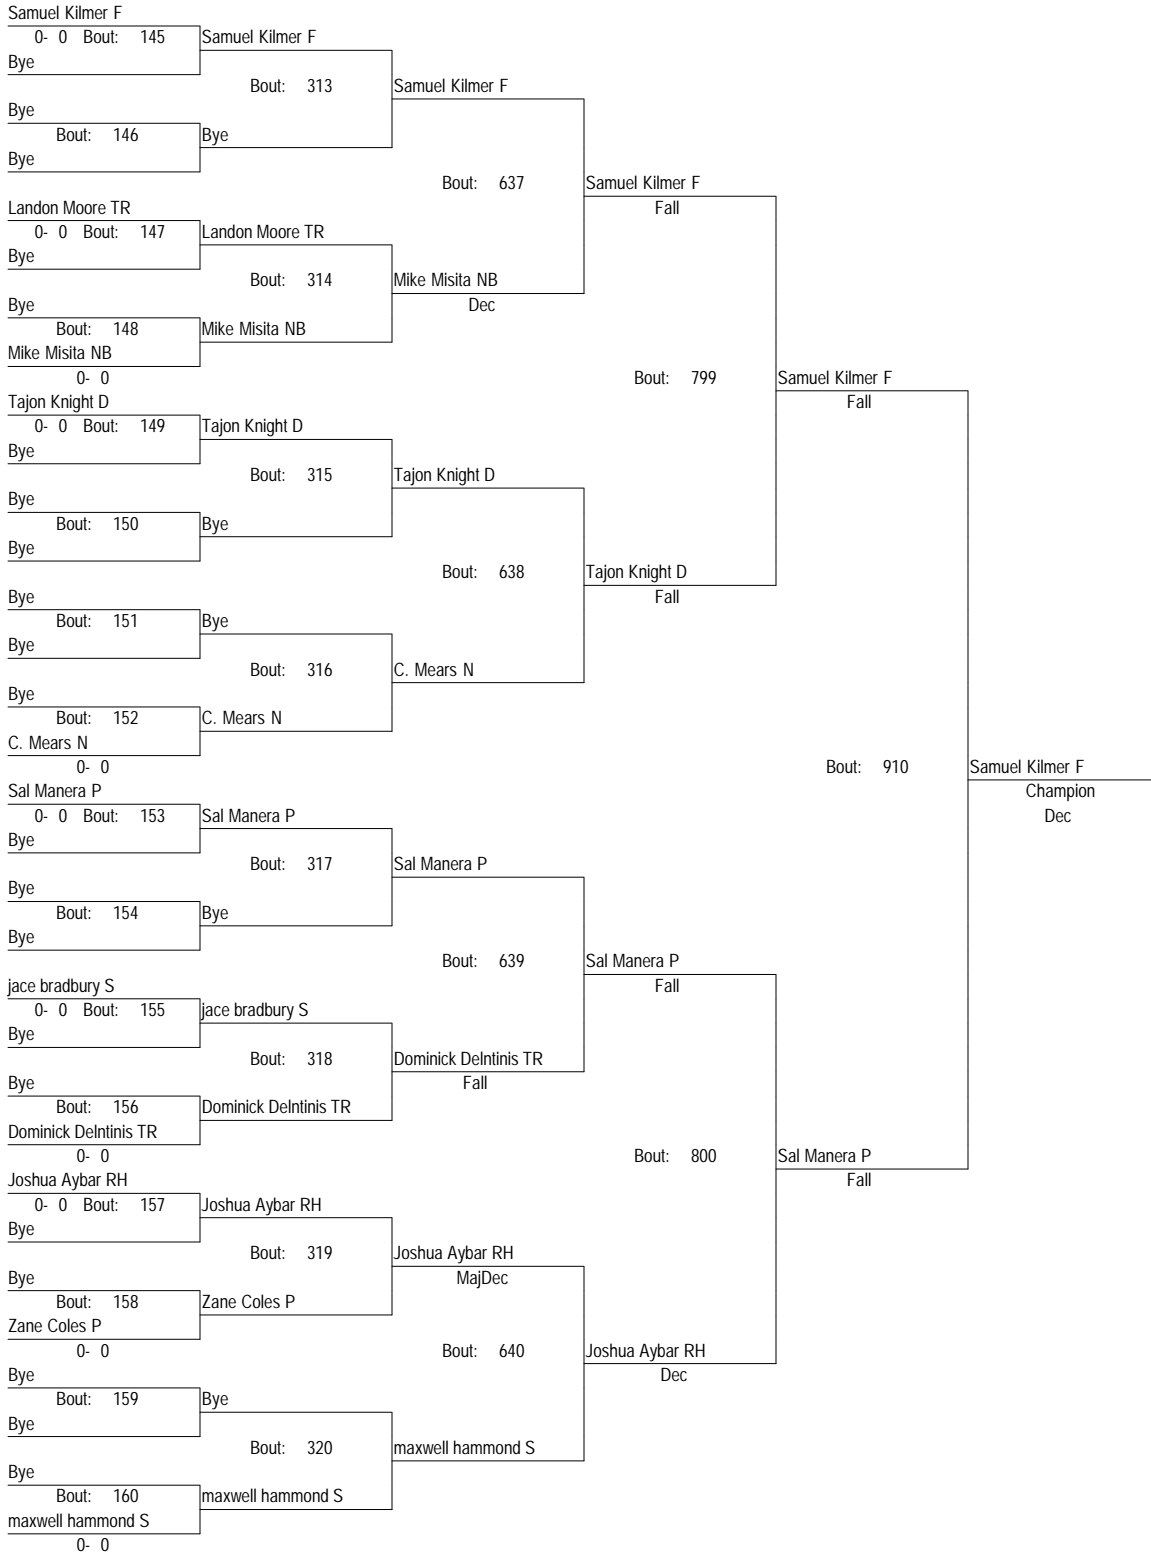 Samuel Kilmer F
0- 0 Bout: 145 Samuel Kilmer F
Bye
Bout: 313 Samuel Kilmer F
Bye
Bout: 146 Bye
Bye
Bout: 637 Samuel Kilmer F
Landon Moore TR Fall
0- 0 Bout: 147 Landon Moore TR
Bye
Bout: 314 Mike Misita NB
Bye Dec
Bout: 148 Mike Misita NB
Mike Misita NB
0- 0 Bout: 799 Samuel Kilmer F
Tajon Knight D Fall
0- 0 Bout: 149 Tajon Knight D
Bye
Bout: 315 Tajon Knight D
Bye
Bout: 150 Bye
Bye
Bout: 638 Tajon Knight D
Bye Fall
Bout: 151 Bye
Bye
Bout: 316 C. Mears N
Bye
Bout: 152 C. Mears N
C. Mears N
0- 0 Bout: 910 Samuel Kilmer F
Sal Manera P Champion
0- 0 Bout: 153 Sal Manera P Dec
Bye
Bout: 317 Sal Manera P
Bye
Bout: 154 Bye
Bye
Bout: 639 Sal Manera P
jace bradbury S Fall
0- 0 Bout: 155 jace bradbury S
Bye
Bout: 318 Dominick DeIntinis TR
Bye Fall
Bout: 156 Dominick DeIntinis TR
Dominick DeIntinis TR
0- 0 Bout: 800 Sal Manera P
Joshua Aybar RH Fall
0- 0 Bout: 157 Joshua Aybar RH
Bye
Bout: 319 Joshua Aybar RH
Bye MajDec
Bout: 158 Zane Coles P
Zane Coles P
0- 0 Bout: 640 Joshua Aybar RH
Bye Dec
Bout: 159 Bye
Bye
Bout: 320 maxwell hammond S
Bye
Bout: 160 maxwell hammond S
maxwell hammond S
0- 0